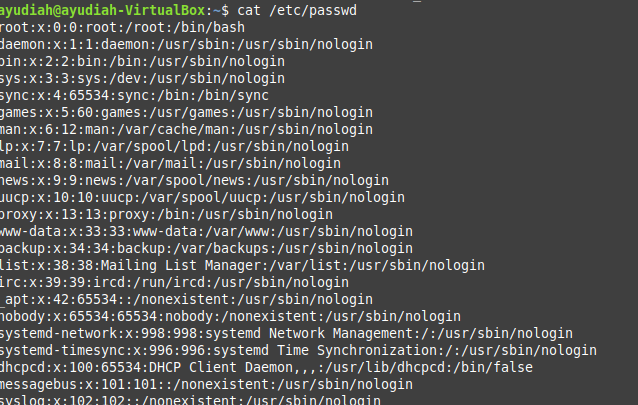 ayudiah@ayudiah-VirtualBox:~$ cat /etc/passwd
root:x:0:0:root:/root:/bin/bash
daemon:x:1:1:daemon:/usr/sbin:/usr/sbin/nologin
bin:x:2:2:bin:/bin:/usr/sbin/nologin
sys:x:3:3:sys:/dev:/usr/sbin/nologin
sync:x:4:65534:sync:/bin:/bin/sync
games:x:5:60:games:/usr/games:/usr/sbin/nologin
man:x:6:12:man:/var/cache/man:/usr/sbin/nologin
lp:x:7:7:lp:/var/spool/lpd:/usr/sbin/nologin
mail:x:8:8:mail:/var/mail:/usr/sbin/nologin
news:x:9:9:news:/var/spool/news:/usr/sbin/nologin
uucp:x:10:10:uucp:/var/spool/uucp:/usr/sbin/nologin
proxy:x:13:13:proxy:/bin:/usr/sbin/nologin
www-data:x:33:33:www-data:/var/www:/usr/sbin/nologin
backup:x:34:34:backup:/var/backups:/usr/sbin/nologin
list:x:38:38:Mailing List Manager:/var/list:/usr/sbin/nologin
irc:x:39:39:ircd:/run/ircd:/usr/sbin/nologin
_apt:x:42:65534::/nonexistent:/usr/sbin/nologin
nobody:x:65534:65534:nobody:/nonexistent:/usr/sbin/nologin
systemd-network:x:998:998:systemd Network Management:/:/usr/sbin/nologin
systemd-timesync:x:996:996:systemd Time Synchronization:/:/usr/sbin/nologin
dhcpcd:x:100:65534:DHCP Client Daemon,,,:/usr/lib/dhcpcd:/bin/false
messagebus:x:101:101::/nonexistent:/usr/sbin/nologin
syslog:x:102:102::/nonexistent:/usr/sbin/nologin